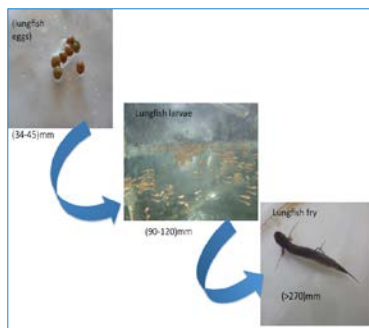 (lungfish
eggs)
(34-45)mm
Lungfish larvae
(90-120)mm
Lungfish fry
(>270)mm